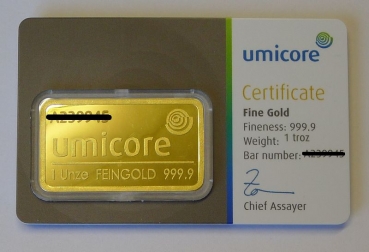 umicore
1 Unze FEINGOLD 999.9
umicore
Certificate
Fine Gold
Fineness: 999,9
Weight: 1 troz
Bar number:
Chief Assayer